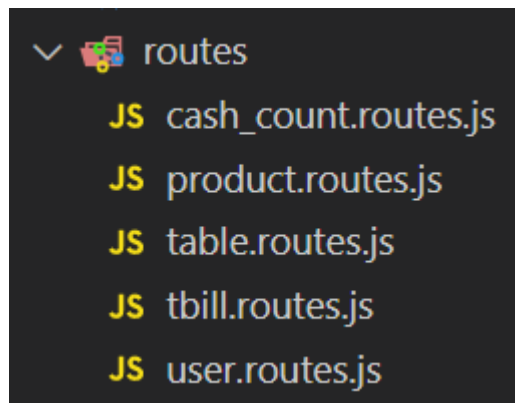 routes
JS cash_count.routes.js
JS product.routes.js
JS table.routes.js
JS tbill.routes.js
JS user.routes.js